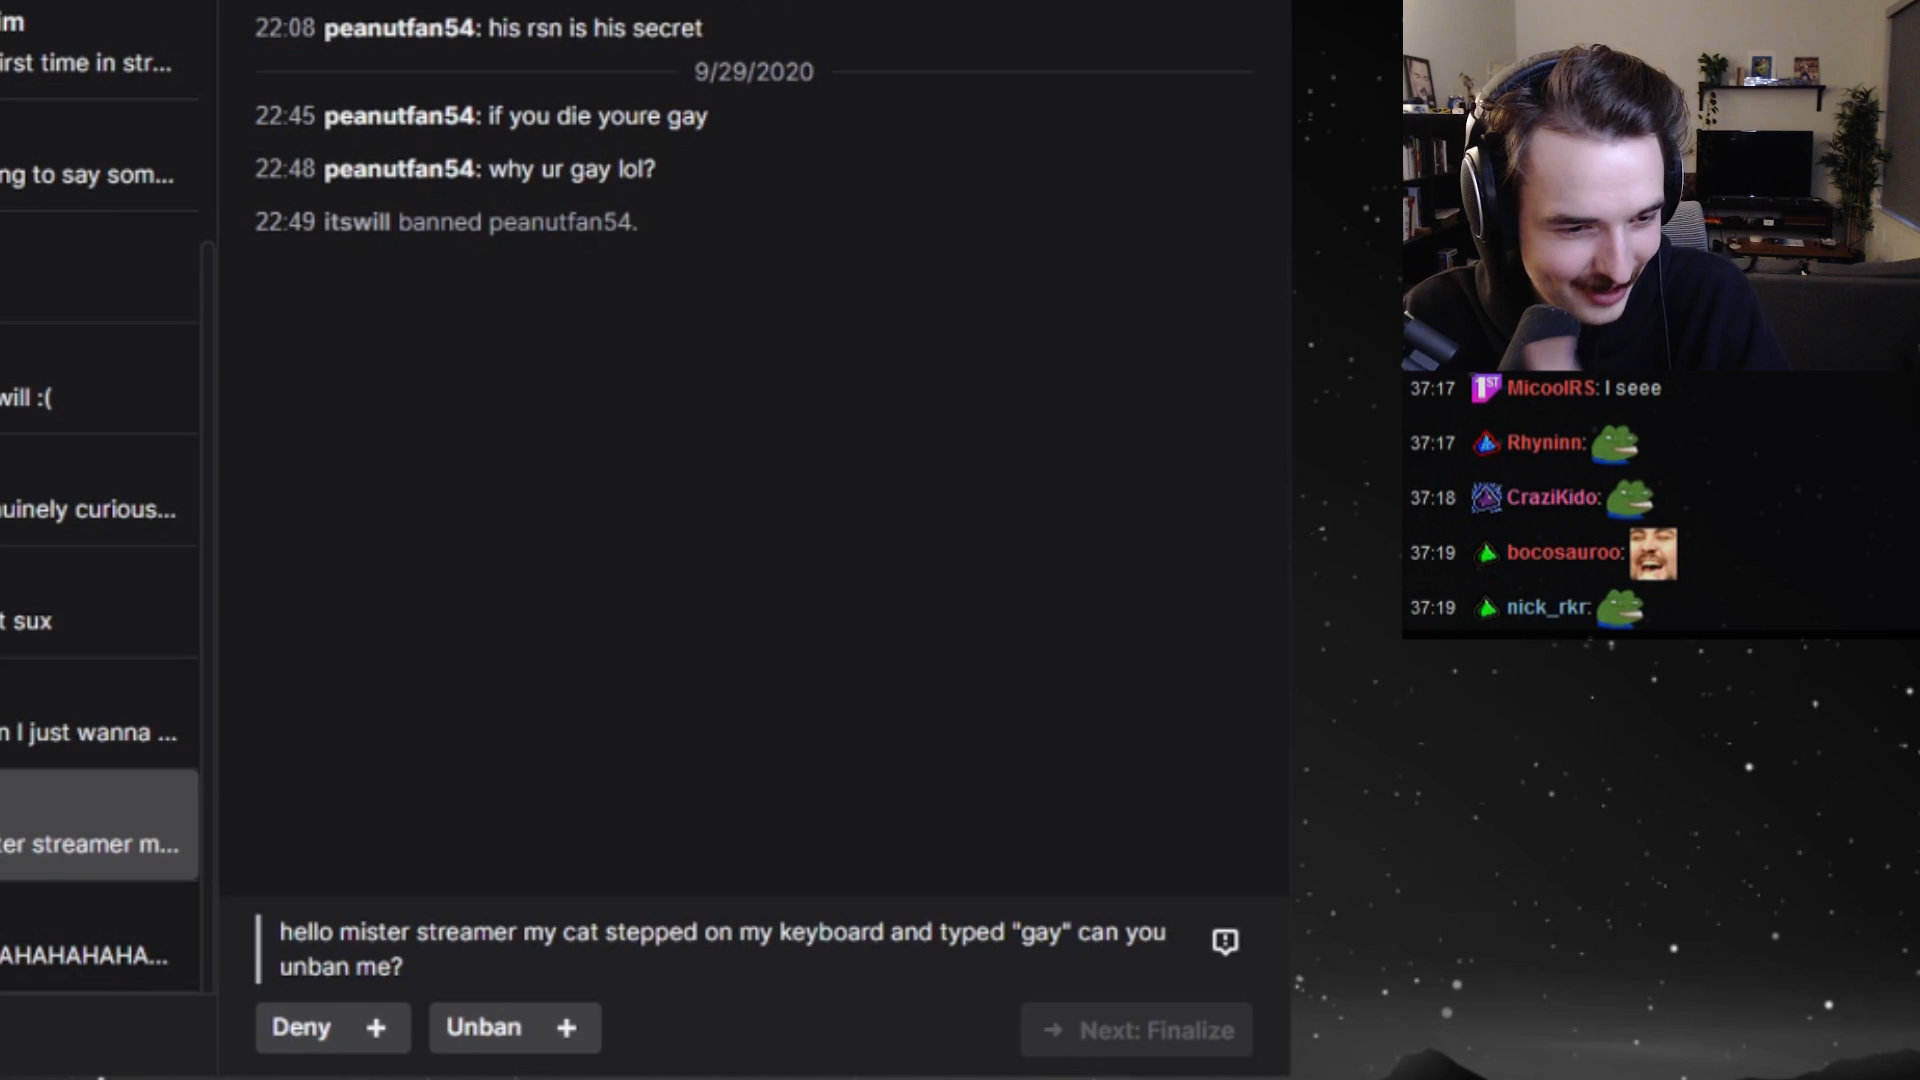 im
irst time in str...
ng to say som...
will :(
uinely curious...
t sux
n I just wanna ...
ter streamer m...
AHAHAHAHA...
22:08 peanutfan54: his rsn is his secret
9/29/2020
22:45 peanutfan54: if you die youre gay
22:48 peanutfan54: why ur gay lol?
22:49 itswill banned peanutfan54.
hello mister streamer my cat stepped on my keyboard and typed "gay" can you
unban me?
Deny +
Unban +
→ Next: Finalize
37:17 1ST MicoolRS: I seee
37:17 Rhyninn:
37:18 CraziKido:
37:19 bocosauroo:
37:19 nick_rkr: